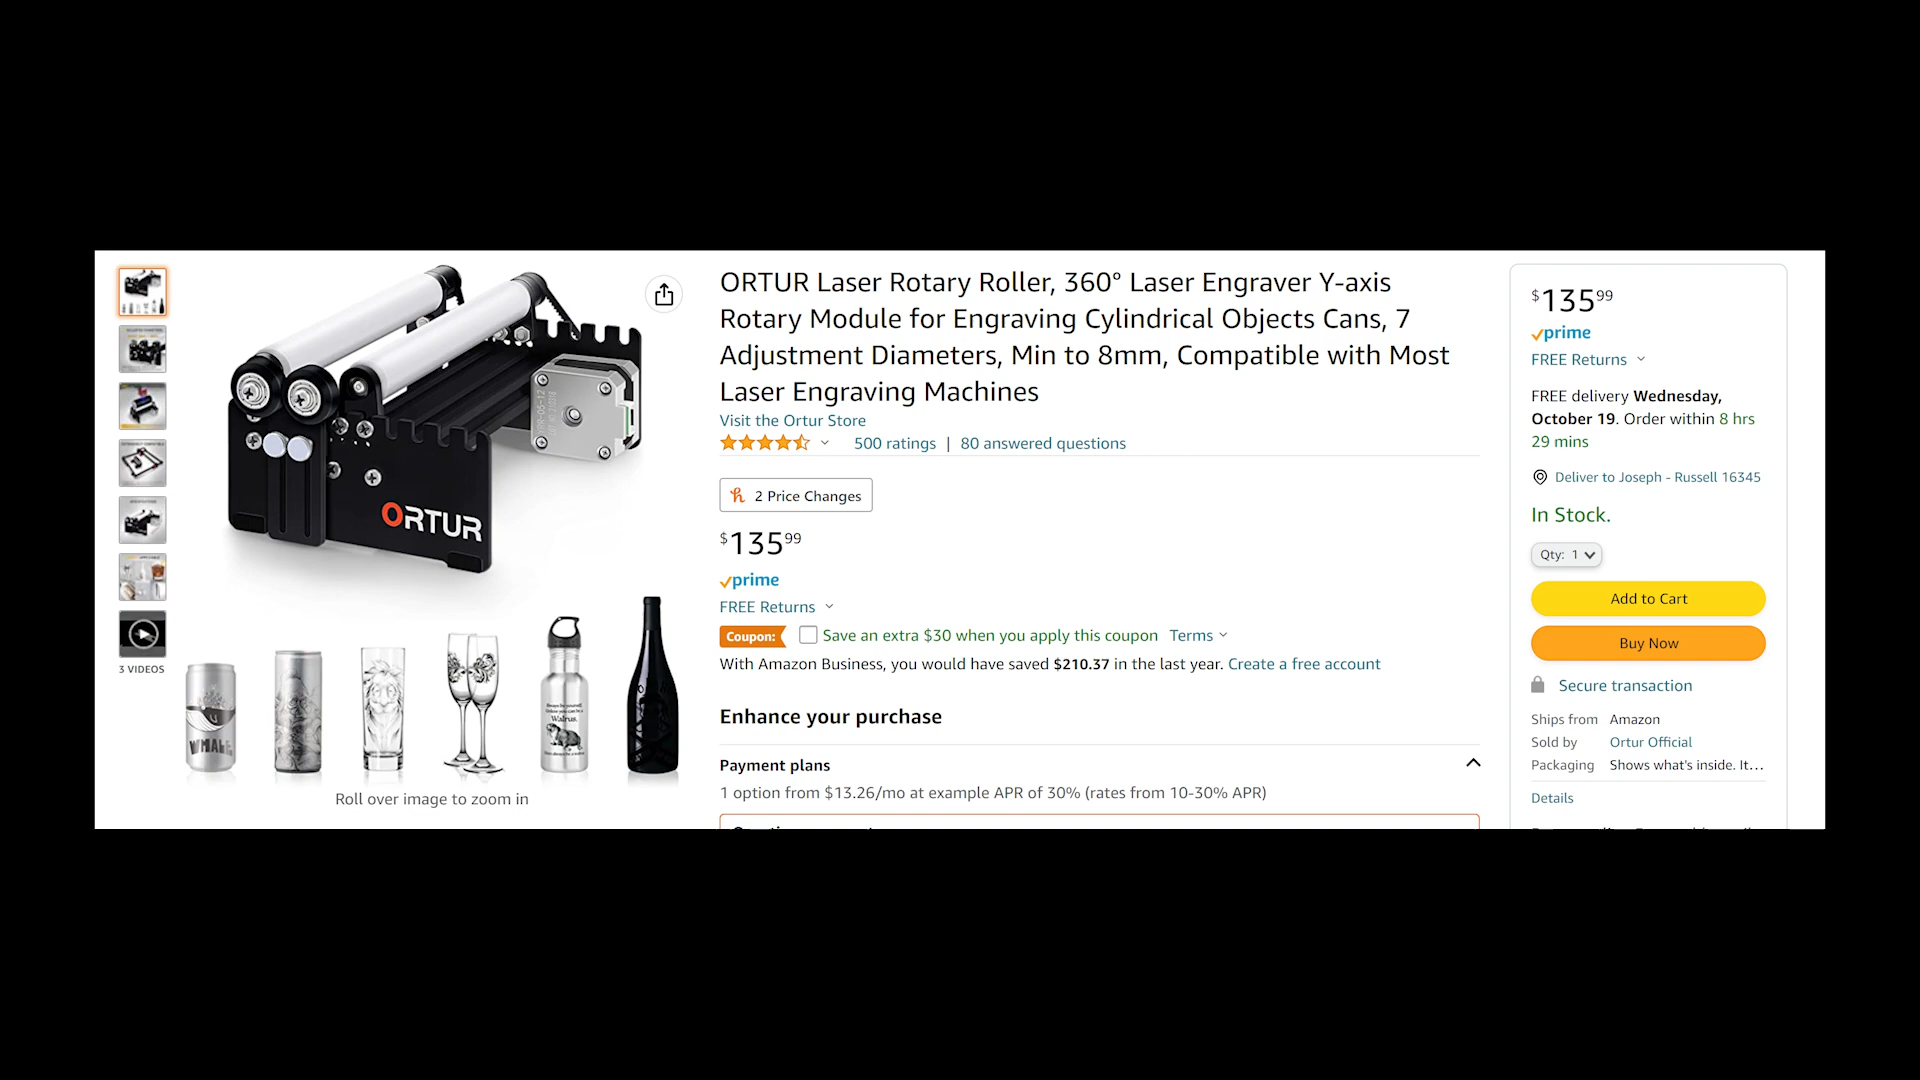 ORTUR
WHALE
Walrus.
Roll over image to zoom in
3 VIDEOS
ORTUR Laser Rotary Roller, 360° Laser Engraver Y-axis
Rotary Module for Engraving Cylindrical Objects Cans, 7
Adjustment Diameters, Min to 8mm, Compatible with Most
Laser Engraving Machines
Visit the Ortur Store
500 ratings | 80 answered questions
2 Price Changes
$135 99
prime
FREE Returns
Coupon: Save an extra $30 when you apply this coupon Terms
With Amazon Business, you would have saved $210.37 in the last year. Create a free account
Enhance your purchase
Payment plans
1 option from $13.26/mo at example APR of 30% (rates from 10-30% APR)
$135 99
prime
FREE Returns
FREE delivery Wednesday,
October 19. Order within 8 hrs
29 mins
Deliver to Joseph - Russell 16345
In Stock.
Qty: 1
Add to Cart
Buy Now
Secure transaction
Ships from Amazon
Sold by Ortur Official
Packaging Shows what's inside. It…
Details